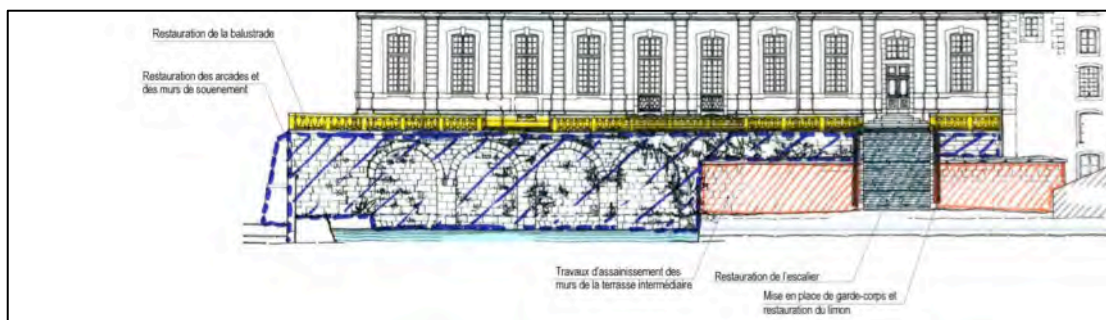 Restauration de la balustrade
Restauration des arcades et
des murs de souenement
Travaux d'assainissement des
murs de la terrasse intermédiaire
Restauration de l'escalier
Mise en place de garde-corps et
restauration du limon